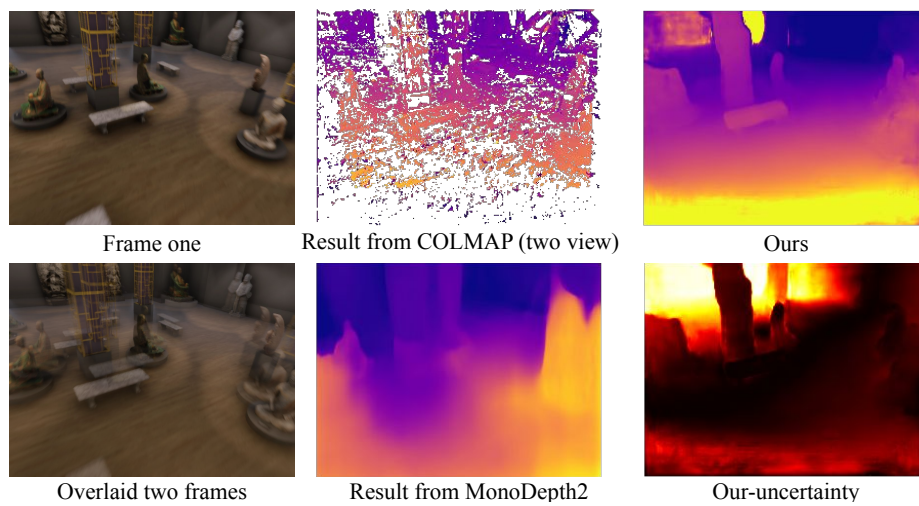 Frame one
Result from COLMAP (two view)
Ours
Overlaid two frames
Result from MonoDepth2
Our-uncertainty